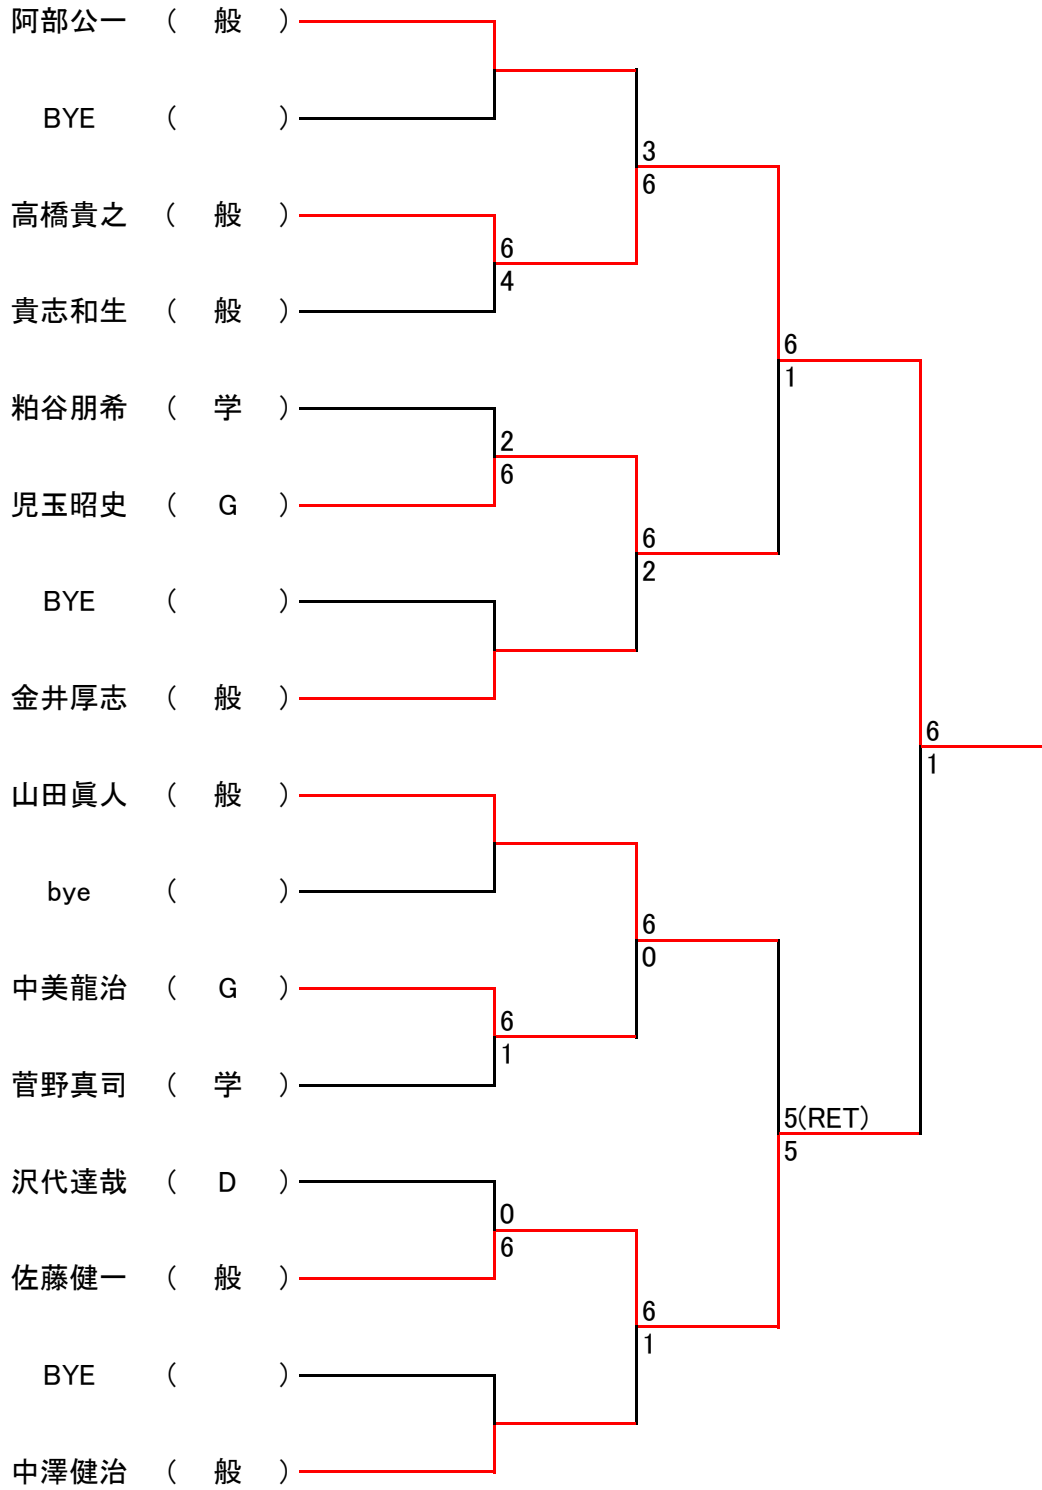 阿部公一 ( 般 )
BYE ( )
3
6
高橋貴之 ( 般 )
6
4
貴志和生 ( 般 )
6
1
粕谷朋希 ( 学 )
2
6
児玉昭史 ( G )
6
2
BYE ( )
金井厚志 ( 般 )
6
1
山田眞人 ( 般 )
bye ( )
6
0
中美龍治 ( G )
6
1
菅野真司 ( 学 )
5(RET)
5
沢代達哉 ( D )
0
6
佐藤健一 ( 般 )
6
1
BYE ( )
中澤健治 ( 般 )